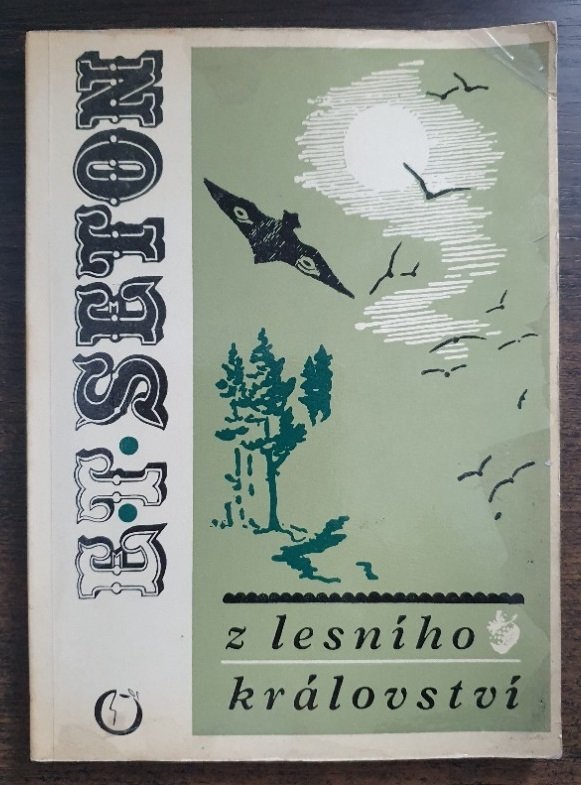 E.T. SETON
z lesního
království